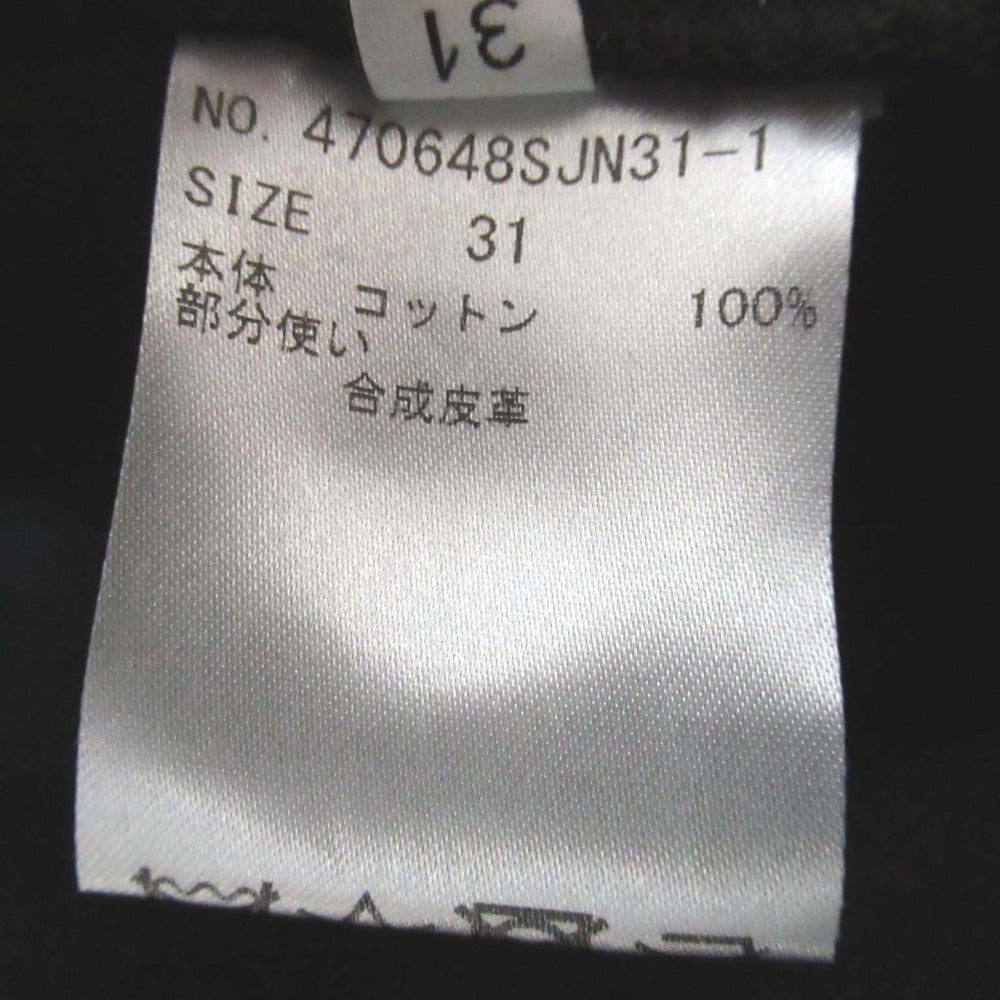 31
NO. 470648SJN31-1
SIZE 31
本体 コットン 100%
部分使い
合成皮革